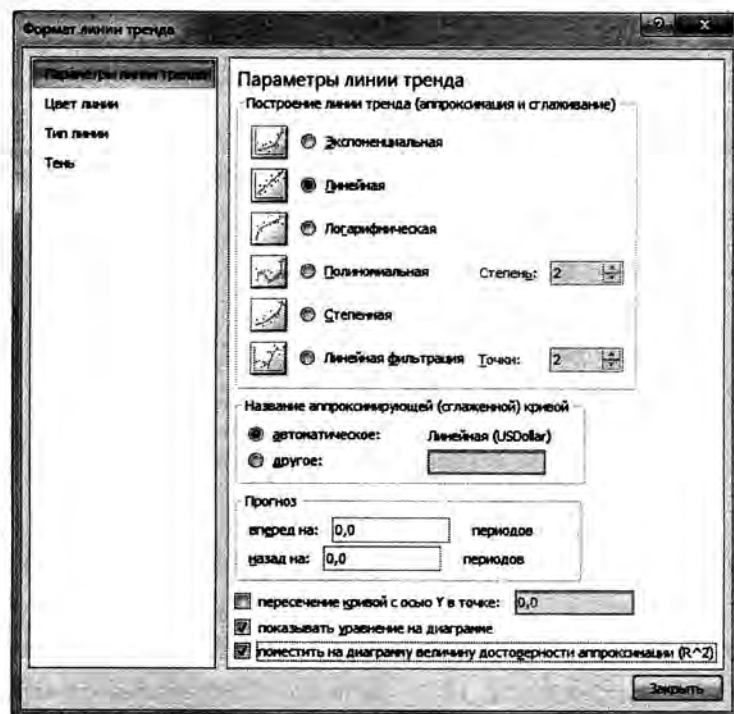 Формат линии тренда
Параметры линии тренда
Цвет линии
Тип линии
Тень
Параметры линии тренда
Построение линии тренда (аппроксимация и сглаживание)
Экспоненциальная
Линейная
Логарифмическая
Полиномиальная Степень: 2
Степенная
Линейная фильтрация Точки: 2
Название аппроксимирующей (сглаженной) кривой
автоматическое: Линейная (USDollar)
другое:
Прогноз
вперед на: 0,0 периодов
назад на: 0,0 периодов
пересечение кривой с осью Y в точке: 0,0
показывать уравнение на диаграмме
поместить на диаграмму величину достоверности аппроксимации (R^2)
Закрыть